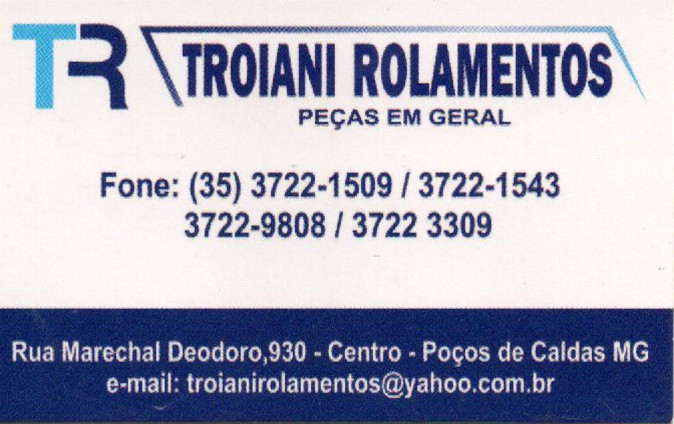 TR
TROIANI ROLAMENTOS
PEÇAS EM GERAL
Fone: (35) 3722-1509 / 3722-1543
3722-9808 / 3722 3309
Rua Marechal Deodoro,930 - Centro - Poços de Caldas MG
e-mail: troianirolamentos@yahoo.com.br